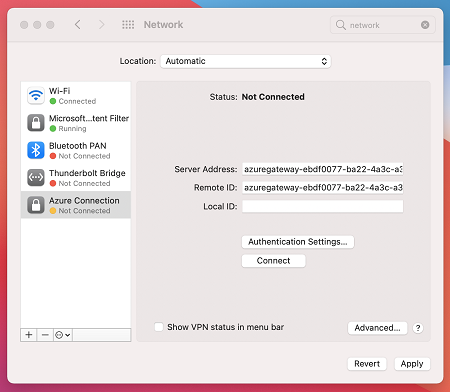 Network
network
Location: Automatic
Wi-Fi
Connected
Microsoft...tent Filter
Running
Bluetooth PAN
Not Connected
Thunderbolt Bridge
Not Connected
Azure Connection
Not Connected
Status: Not Connected
Server Address: azuregateway-ebdf0077-ba22-4a3c-a3
Remote ID: azuregateway-ebdf0077-ba22-4a3c-a3
Local ID:
Authentication Settings...
Connect
Show VPN status in menu bar
Advanced...
?
Revert
Apply